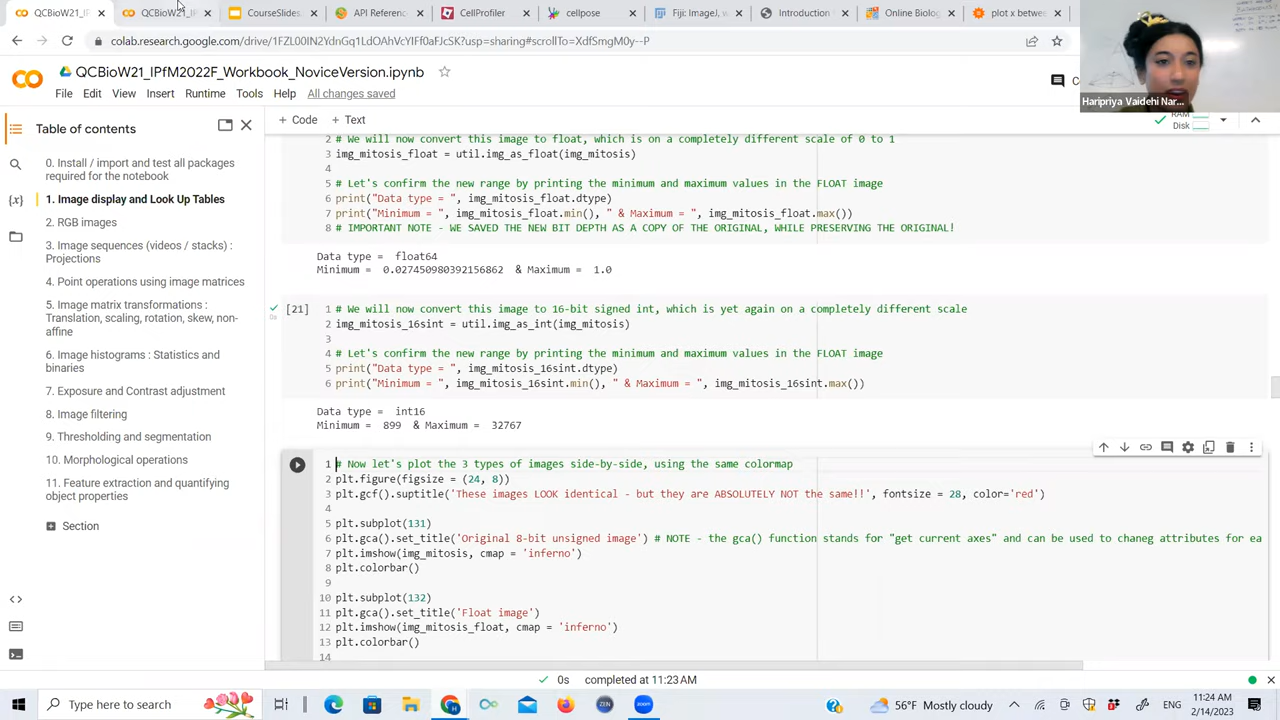 QCBioW21_IPfM
QCBioW21_IP
CourseSlides
API Referenc
CellProfiler
cellpose
Fiji: ImageJ, w
Introduction
Online Biolog
plot x betwee
colab.research.google.com/drive/1FZL00IN2YdnGq1LdOAhVcYIFf0aFJcSK?usp=sharing#scrollTo=XdfSmgM0y--P
QCBioW21_IPfM2022F_Workbook_NoviceVersion.ipynb
File Edit View Insert Runtime Tools Help All changes saved
Haripriya Vaidehi Nar...
Table of contents
+ Code + Text
RAM
Disk
0. Install / import and test all packages
required for the notebook
1. Image display and Look Up Tables
2. RGB images
3. Image sequences (videos / stacks) :
Projections
4. Point operations using image matrices
5. Image matrix transformations :
Translation, scaling, rotation, skew, non-
affine
6. Image histograms : Statistics and
binaries
7. Exposure and Contrast adjustment
8. Image filtering
9. Thresholding and segmentation
10. Morphological operations
11. Feature extraction and quantifying
object properties
Section
2 # We will now convert this image to float, which is on a completely different scale of 0 to 1
3 img_mitosis_float = util.img_as_float(img_mitosis)
4
5 # Let's confirm the new range by printing the minimum and maximum values in the FLOAT image
6 print("Data type = ", img_mitosis_float.dtype)
7 print("Minimum = ", img_mitosis_float.min(), " & Maximum = ", img_mitosis_float.max())
8 # IMPORTANT NOTE - WE SAVED THE NEW BIT DEPTH AS A COPY OF THE ORIGINAL, WHILE PRESERVING THE ORIGINAL!
Data type = float64
Minimum = 0.027450980392156862 & Maximum = 1.0
[21]
0s
1 # We will now convert this image to 16-bit signed int, which is yet again on a completely different scale
2 img_mitosis_16sint = util.img_as_int(img_mitosis)
3
4 # Let's confirm the new range by printing the minimum and maximum values in the FLOAT image
5 print("Data type = ", img_mitosis_16sint.dtype)
6 print("Minimum = ", img_mitosis_16sint.min(), " & Maximum = ", img_mitosis_16sint.max())
Data type = int16
Minimum = 899 & Maximum = 32767
1 # Now let's plot the 3 types of images side-by-side, using the same colormap
2 plt.figure(figsize = (24, 8))
3 plt.gcf().suptitle('These images LOOK identical - but they are ABSOLUTELY NOT the same!!', fontsize = 28, color='red')
4
5 plt.subplot(131)
6 plt.gca().set_title('Original 8-bit unsigned image') # NOTE - the gca() function stands for "get current axes" and can be used to chaneg attributes for ea
7 plt.imshow(img_mitosis, cmap = 'inferno')
8 plt.colorbar()
9
10 plt.subplot(132)
11 plt.gca().set_title('Float image')
12 plt.imshow(img_mitosis_float, cmap = 'inferno')
13 plt.colorbar()
14
0s completed at 11:23 AM
Type here to search
ZEN
zoom
56°F Mostly cloudy
ENG
11:24 AM
2/14/2023